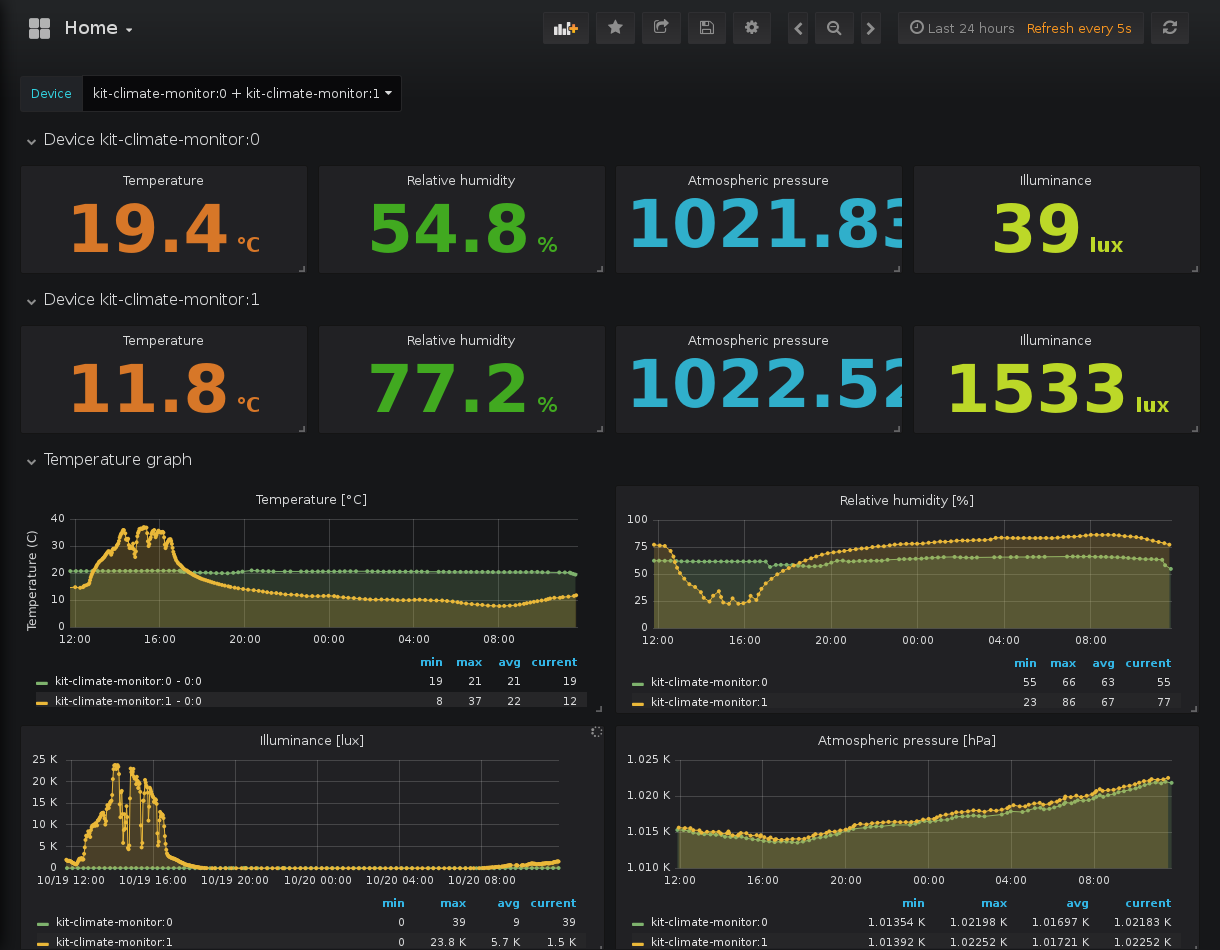 Home
Last 24 hours Refresh every 5s
Device kit-climate-monitor:0 + kit-climate-monitor:1
Device kit-climate-monitor:0
Temperature Relative humidity Atmospheric pressure Illuminance
19.4 °C 54.8 % 1021.83 39 lux
Device kit-climate-monitor:1
Temperature Relative humidity Atmospheric pressure Illuminance
11.8 °C 77.2 % 1022.52 1533 lux
Temperature graph
Temperature [°C]
Temperature (C)
40
30
20
10
0
12:00 16:00 20:00 00:00 04:00 08:00
min max avg current
kit-climate-monitor:0 - 0:0 19 21 21 19
kit-climate-monitor:1 - 0:0 8 37 22 12
Relative humidity [%]
100
75
50
25
0
12:00 16:00 20:00 00:00 04:00 08:00
min max avg current
kit-climate-monitor:0 55 66 63 55
kit-climate-monitor:1 23 86 67 77
Illuminance [lux]
25 K
20 K
15 K
10 K
5 K
0
10/19 12:00 10/19 16:00 10/19 20:00 10/20 00:00 10/20 04:00 10/20 08:00
min max avg current
kit-climate-monitor:0 0 39 9 39
kit-climate-monitor:1 0 23.8 K 5.7 K 1.5 K
Atmospheric pressure [hPa]
1.025 K
1.020 K
1.015 K
1.010 K
12:00 16:00 20:00 00:00 04:00 08:00
min max avg current
kit-climate-monitor:0 1.01354 K 1.02198 K 1.01697 K 1.02183 K
kit-climate-monitor:1 1.01392 K 1.02252 K 1.01721 K 1.02252 K